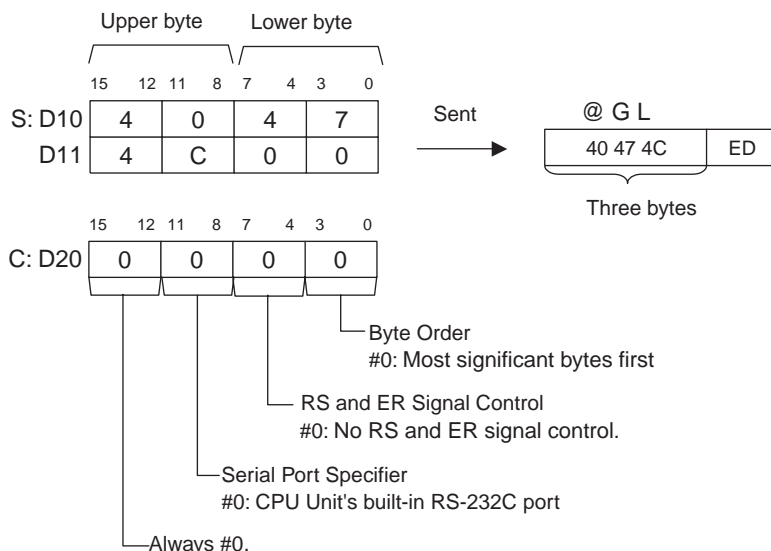 Upper byte Lower byte
15 12 11 8 7 4 3 0
S: D10 4 0 4 7
D11 4 C 0 0
Sent
@ G L
40 47 4C ED
Three bytes
15 12 11 8 7 4 3 0
C: D20 0 0 0 0
Byte Order
#0: Most significant bytes first
RS and ER Signal Control
#0: No RS and ER signal control.
Serial Port Specifier
#0: CPU Unit's built-in RS-232C port
Always #0.